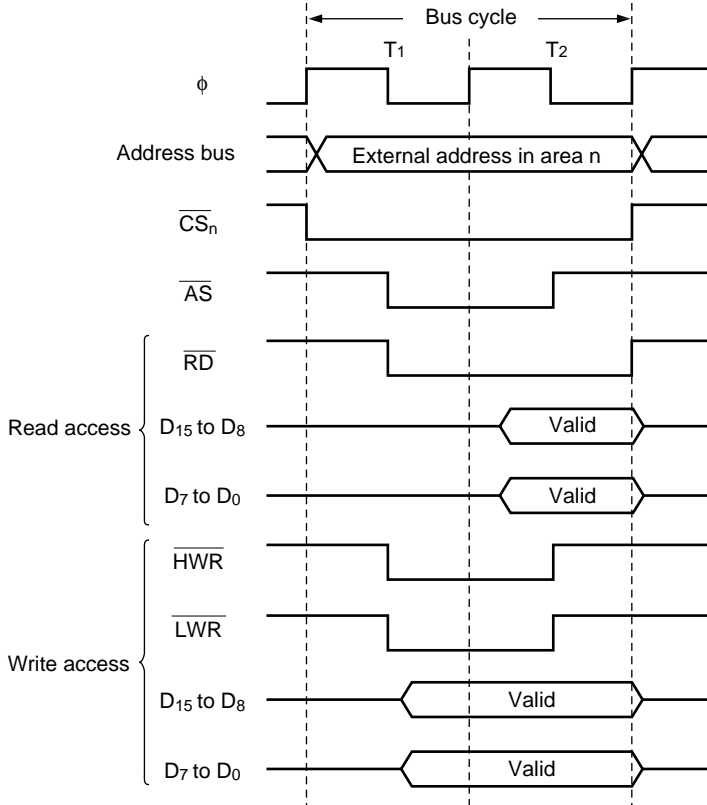 Bus cycle
T1 T2
ϕ
Address bus External address in area n
CSn
AS
RD
Read access
D15 to D8 Valid
D7 to D0 Valid
HWR
LWR
Write access
D15 to D8 Valid
D7 to D0 Valid